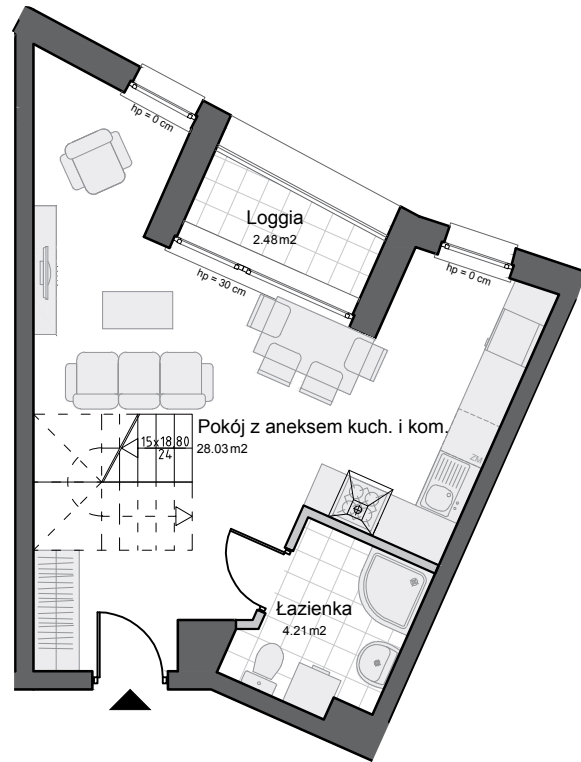 hp = 0 cm
Loggia
2.48m2
hp = 0 cm
hp = 30 cm
Pokój z aneksem kuch. i kom.
28.03m2
15x18,80
24
ZM
Łazienka
4.21m2